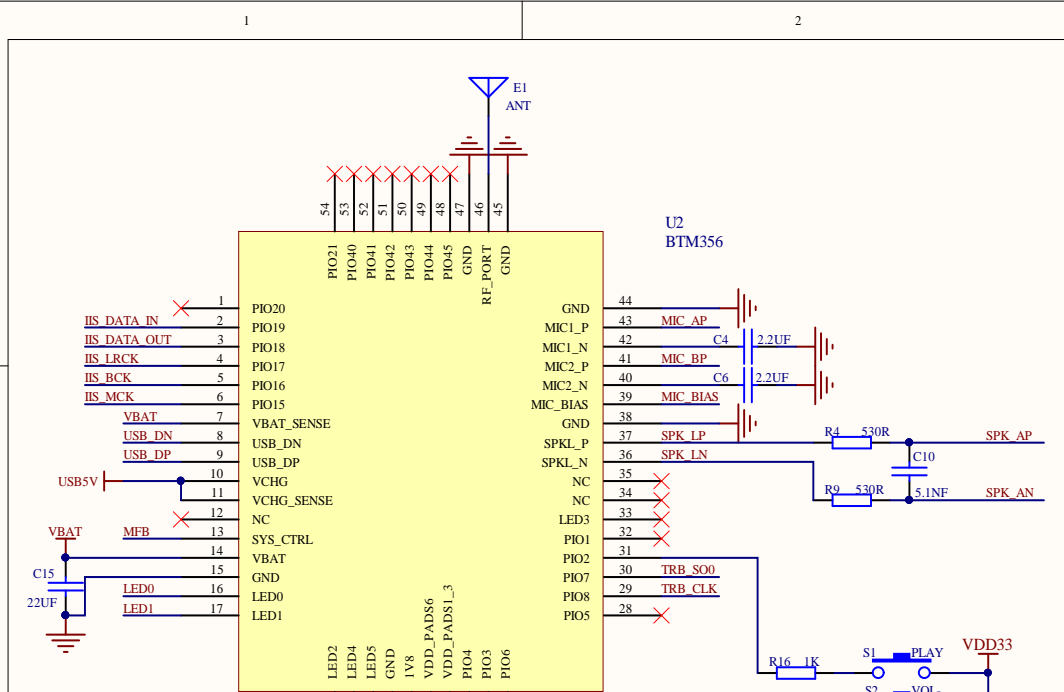 1 2
E1
ANT
54 53 52 51 50 49 48 47 46 45
U2
BTM356
PIO21 PIO40 PIO41 PIO42 PIO43 PIO44 PIO45 GND RF_PORT GND
1 PIO20 GND 44
IIS_DATA_IN 2 PIO19 MIC1_P 43 MIC_AP
IIS_DATA_OUT 3 PIO18 MIC1_N 42 C4 2.2UF
IIS_LRCK 4 PIO17 MIC2_P 41 MIC_BP
IIS_BCK 5 PIO16 MIC2_N 40 C6 2.2UF
IIS_MCK 6 PIO15 MIC_BIAS 39 MIC_BIAS
VBAT 7 VBAT_SENSE GND 38
USB_DN 8 USB_DN SPKL_P 37 SPK_LP R4 530R SPK_AP
USB_DP 9 USB_DP SPKL_N 36 SPK_LN C10
USB5V 10 VCHG NC 35
11 VCHG_SENSE NC 34 R9 530R 5.1NF SPK_AN
12 NC LED3 33
VBAT MFB 13 SYS_CTRL PIO1 32
14 VBAT PIO2 31
C15 15 GND PIO7 30 TRB_SO0
22UF LED0 16 LED0 PIO8 29 TRB_CLK
LED1 17 LED1 PIO5 28
LED2 LED4 LED5 GND 1V8 VDD_PADS6 VDD_PADS1_3 PIO4 PIO3 PIO6
R16 1K S1 PLAY VDD33
S2 VOL-